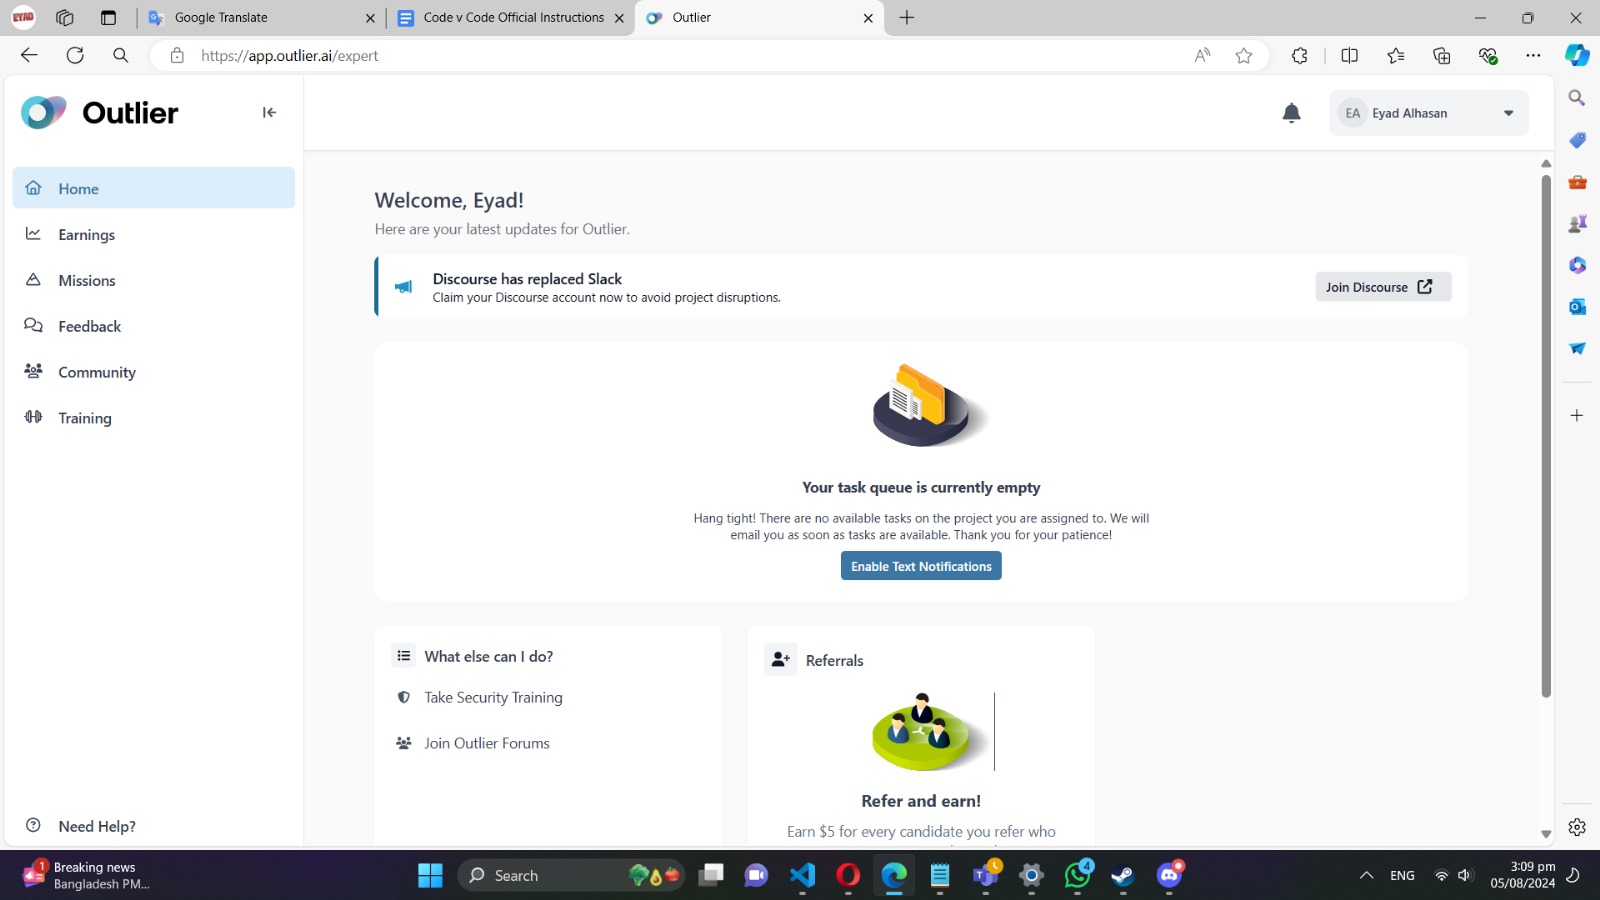 EYAD
Google Translate
Code v Code Official Instructions
Outlier
https://app.outlier.ai/expert
Outlier
EA
Eyad Alhasan
Home
Earnings
Missions
Feedback
Community
Training
Need Help?
Welcome, Eyad!
Here are your latest updates for Outlier.
Discourse has replaced Slack
Claim your Discourse account now to avoid project disruptions.
Join Discourse
Your task queue is currently empty
Hang tight! There are no available tasks on the project you are assigned to. We will
email you as soon as tasks are available. Thank you for your patience!
Enable Text Notifications
What else can I do?
Take Security Training
Join Outlier Forums
Referrals
Refer and earn!
Earn $5 for every candidate you refer who
1
Breaking news
Bangladesh PM...
Search
4
ENG
3:09 pm
05/08/2024